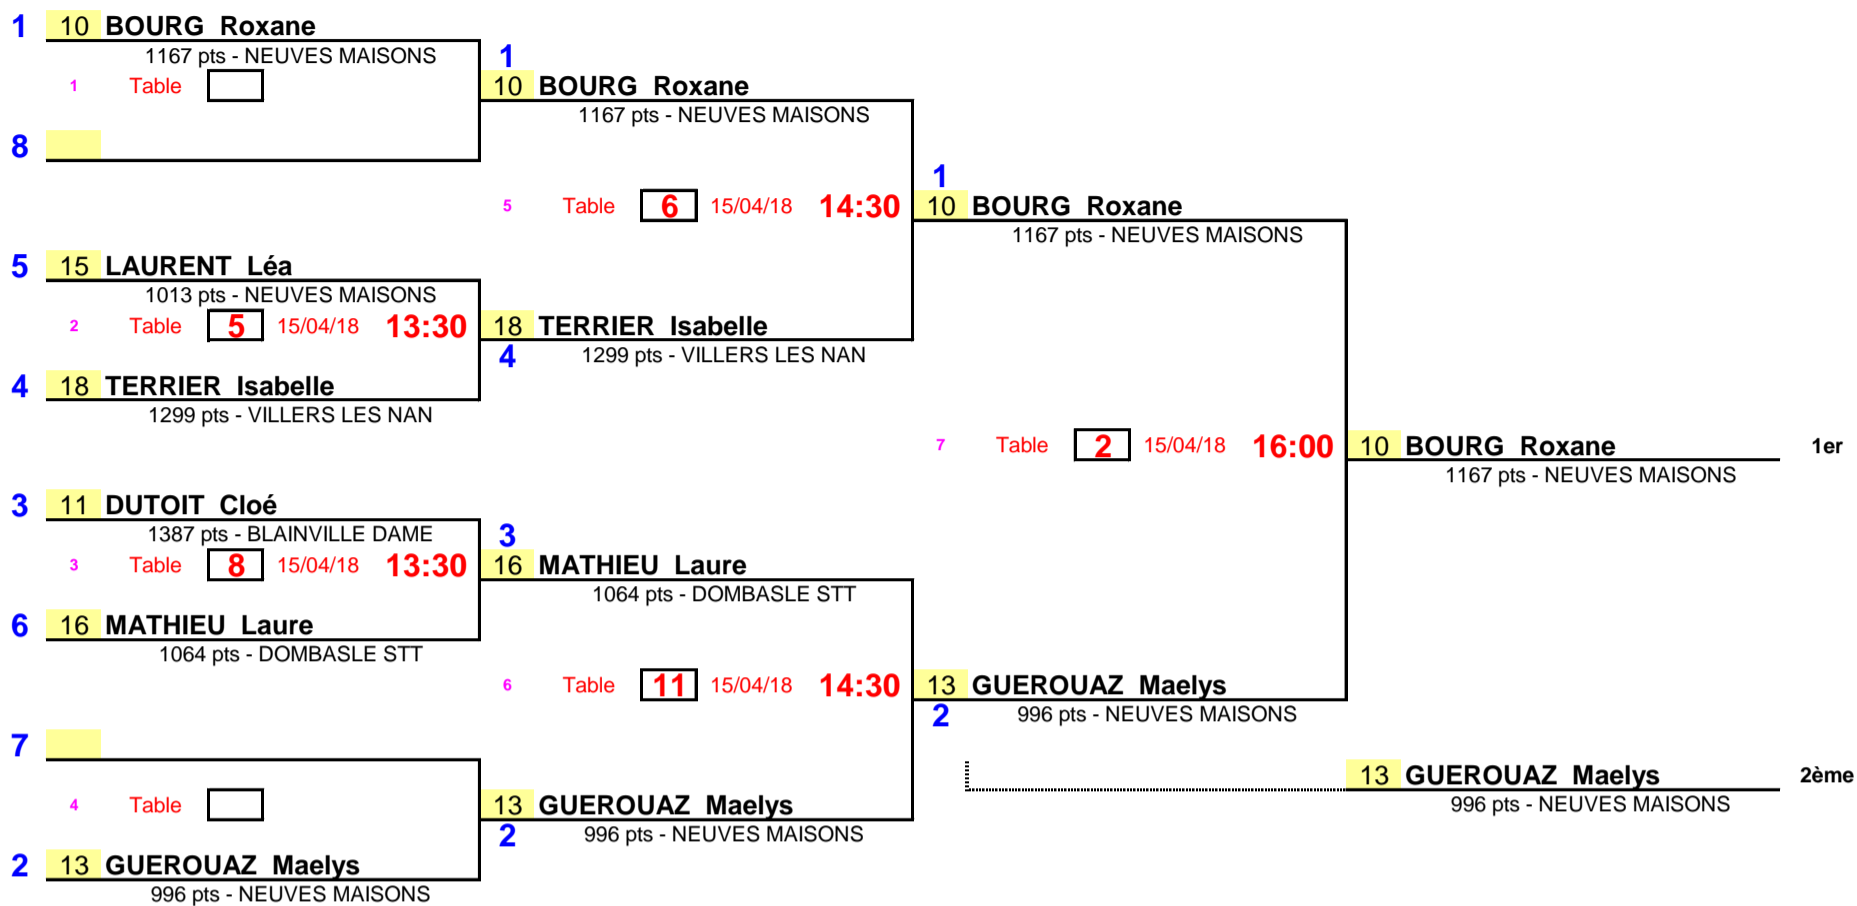 1 10 BOURG Roxane
1167 pts - NEUVES MAISONS
1 Table
8
5 15 LAURENT Léa
1013 pts - NEUVES MAISONS
2 Table 5 15/04/18 13:30
4 18 TERRIER Isabelle
1299 pts - VILLERS LES NAN
3 11 DUTOIT Cloé
1387 pts - BLAINVILLE DAME
3 Table 8 15/04/18 13:30
6 16 MATHIEU Laure
1064 pts - DOMBASLE STT
7
4 Table
2 13 GUEROUAZ Maelys
996 pts - NEUVES MAISONS
1
10 BOURG Roxane
1167 pts - NEUVES MAISONS
5 Table 6 15/04/18 14:30
18 TERRIER Isabelle
4 1299 pts - VILLERS LES NAN
3
16 MATHIEU Laure
1064 pts - DOMBASLE STT
6 Table 11 15/04/18 14:30
13 GUEROUAZ Maelys
2 996 pts - NEUVES MAISONS
1
10 BOURG Roxane
1167 pts - NEUVES MAISONS
7 Table 2 15/04/18 16:00
13 GUEROUAZ Maelys
2 996 pts - NEUVES MAISONS
10 BOURG Roxane 1er
1167 pts - NEUVES MAISONS
13 GUEROUAZ Maelys 2ème
996 pts - NEUVES MAISONS